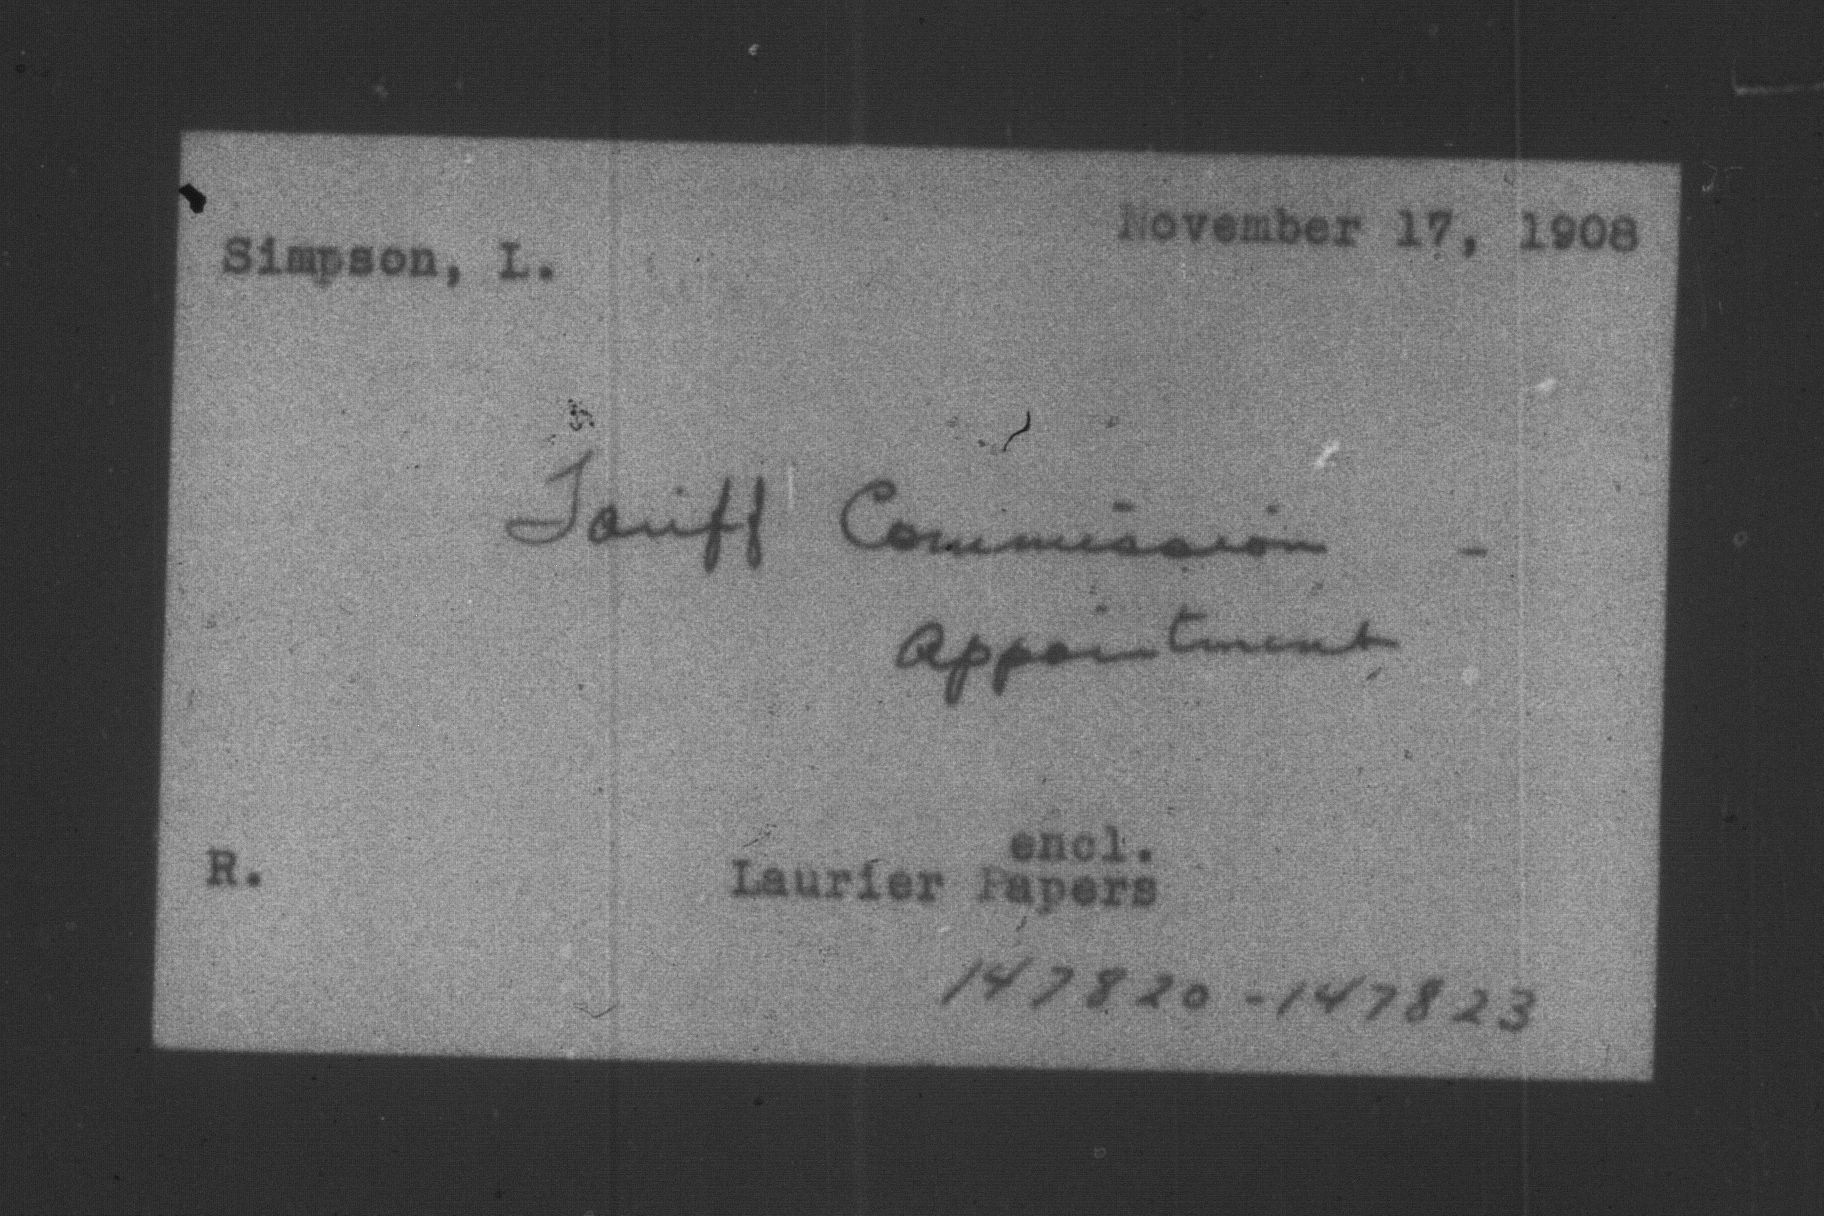 November 17, 1908
Simpson, L.
Tariff Commission -
appointment
encl.
R. Laurier Papers
147820-147823